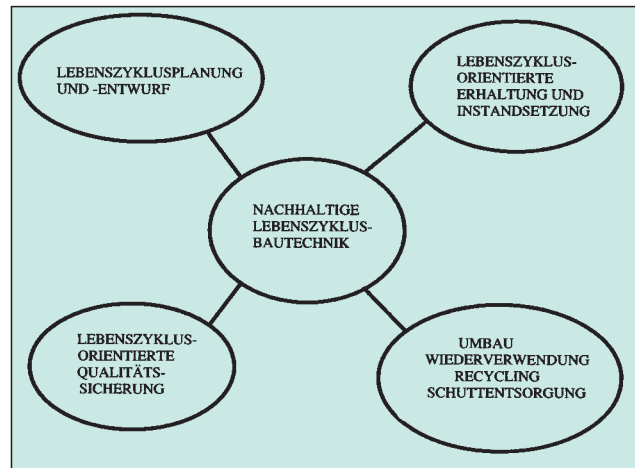 LEBENSZYKLUSPLANUNG
UND -ENTWURF
LEBENSZYKLUS-
ORIENTIERTE
ERHALTUNG UND
INSTANDSETZUNG
NACHHALTIGE
LEBENSZYKLUS-
BAUTECHNIK
LEBENSZYKLUS-
ORIENTIERTE
QUALITÄTS-
SICHERUNG
UMBAU
WIEDERVERWENDUNG
RECYCLING
SCHUTTENTSORGUNG